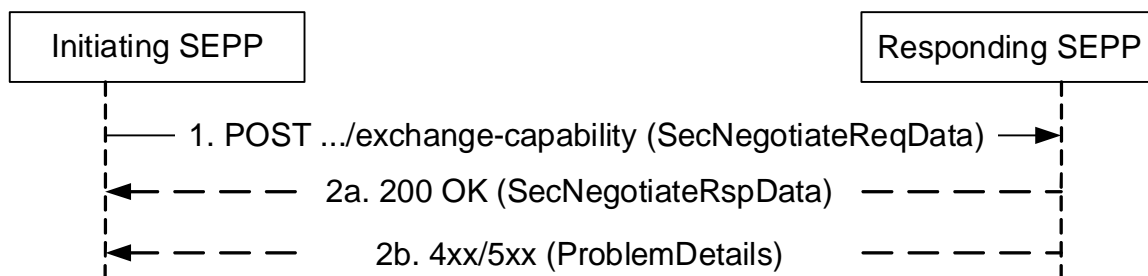 Initiating SEPP
Responding SEPP
1. POST .../exchange-capability (SecNegotiateReqData)
2a. 200 OK (SecNegotiateRspData)
2b. 4xx/5xx (ProblemDetails)